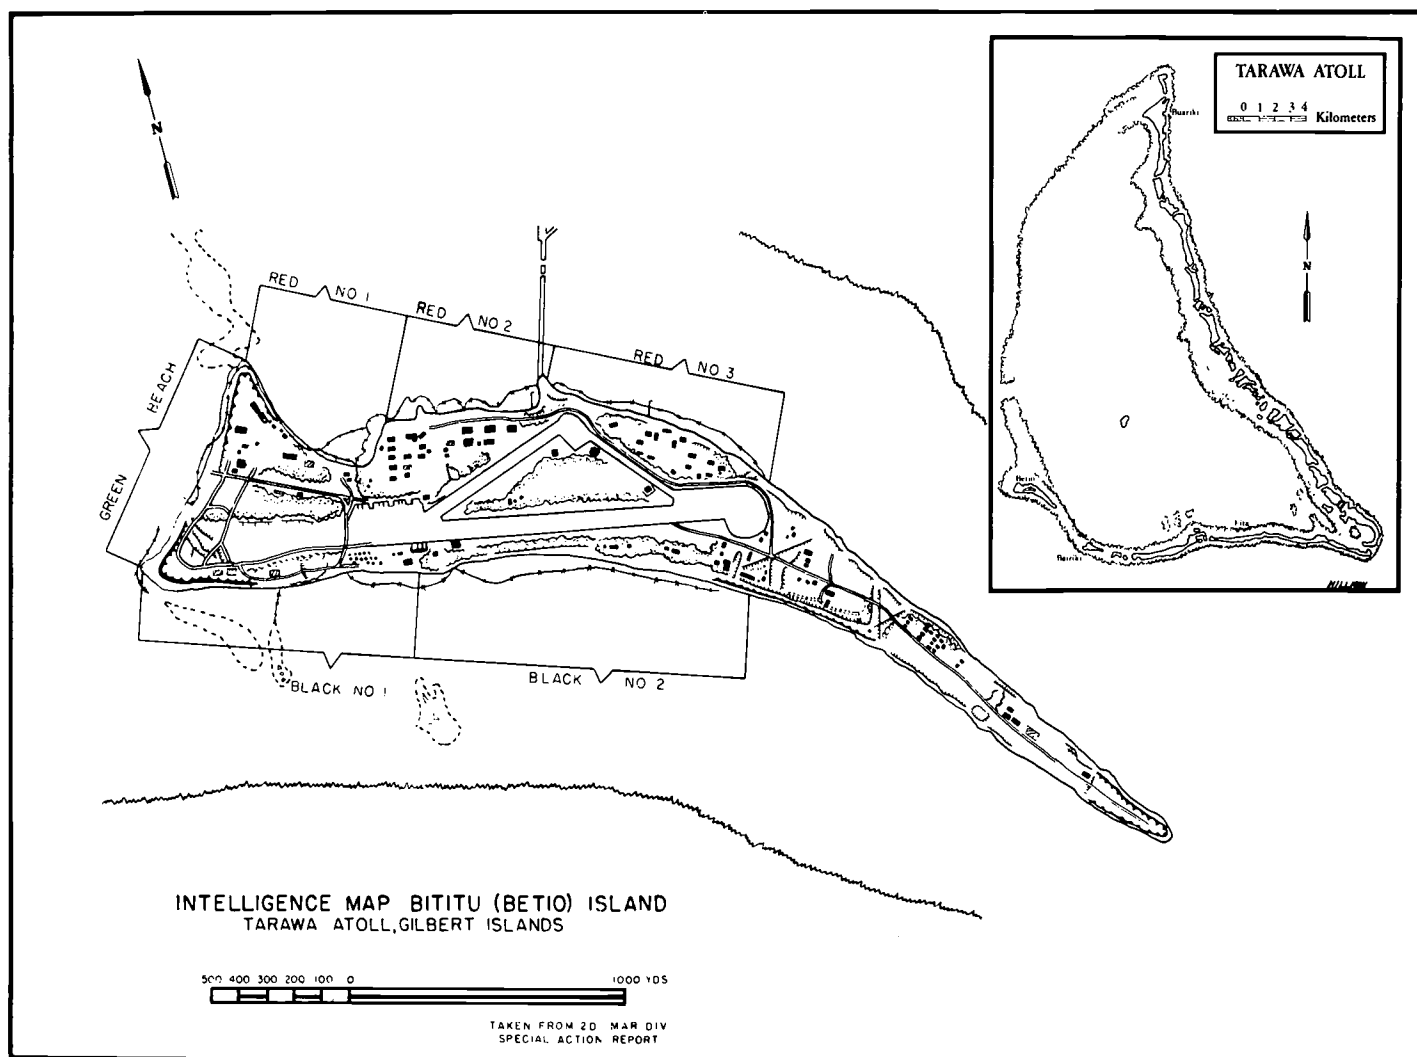 TARAWA ATOLL
0 1 2 3 4
Kilometers
Buariki
N
N
RED NO 1
RED NO 2
RED NO 3
GREEN BEACH
Betio
Bairiki
BLACK NO 1
BLACK NO 2
INTELLIGENCE MAP BITITU (BETIO) ISLAND
TARAWA ATOLL, GILBERT ISLANDS
500 400 300 200 100 0 1000 YDS
TAKEN FROM 2D MAR DIV
SPECIAL ACTION REPORT